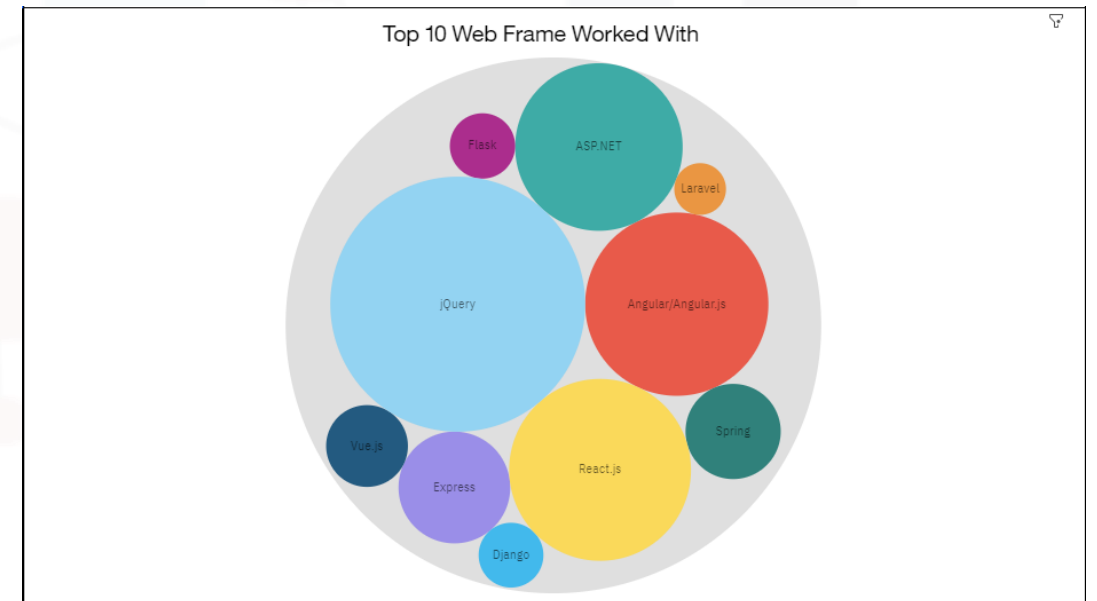 Top 10 Web Frame Worked With
Flask
ASP.NET
Laravel
jQuery
Angular/Angular.js
Vue.js
Express
React.js
Spring
Django